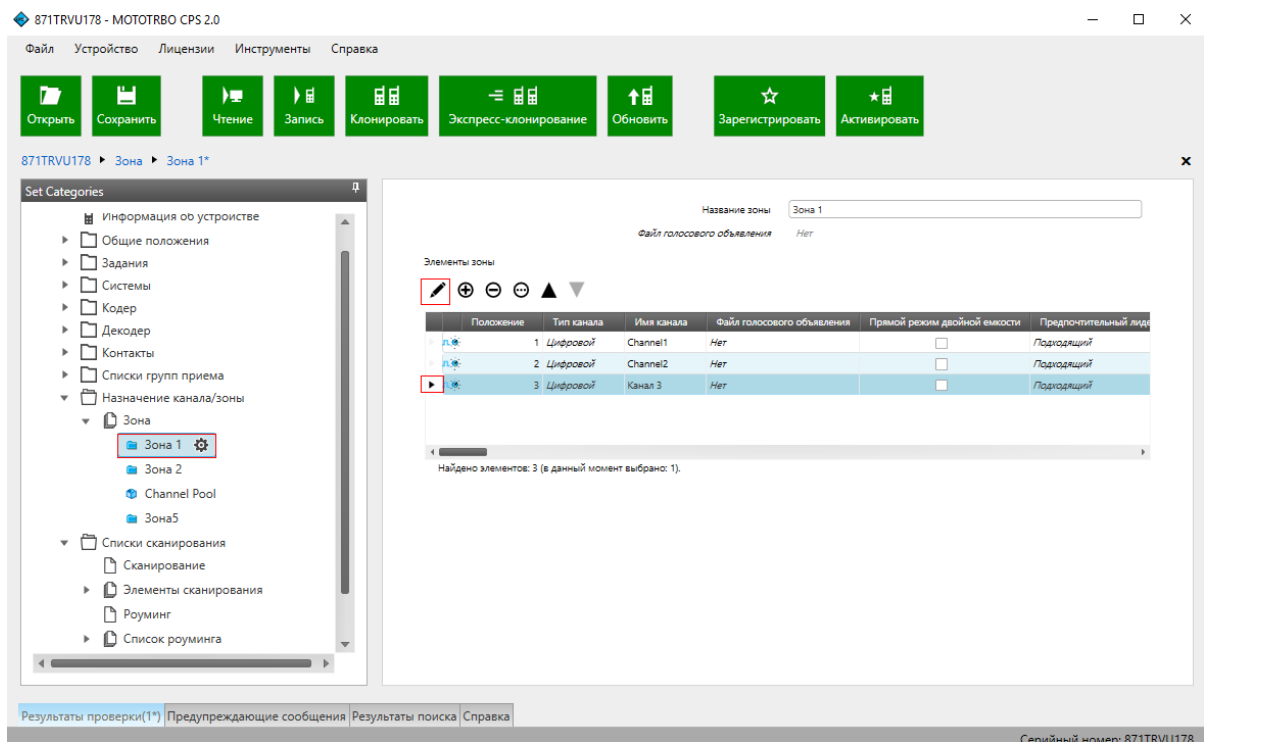 871TRVU178 - MOTOTRBO CPS 2.0
Файл Устройство Лицензии Инструменты Справка
Открыть Сохранить Чтение Запись Клонировать Экспресс-клонирование Обновить Зарегистрировать Активировать
871TRVU178 Зона Зона 1*
Set Categories
Информация об устройстве
Общие положения
Задания
Системы
Кодер
Декодер
Контакты
Списки групп приема
Назначение канала/зоны
Зона
Зона 1
Зона 2
Channel Pool
Зона5
Списки сканирования
Сканирование
Элементы сканирования
Роуминг
Список роуминга
Название зоны Зона 1
Файл голосового объявления Нет
Элементы зоны
Положение Тип канала Имя канала Файл голосового объявления Прямой режим двойной емкости Предпочтительный лиде
1 Цифровой Channel1 Нет Подходящий
2 Цифровой Channel2 Нет Подходящий
3 Цифровой Канал 3 Нет Подходящий
Найдено элементов: 3 (в данный момент выбрано: 1).
Результаты проверки(1*) Предупреждающие сообщения Результаты поиска Справка
Серийный номер: 871TRVU178